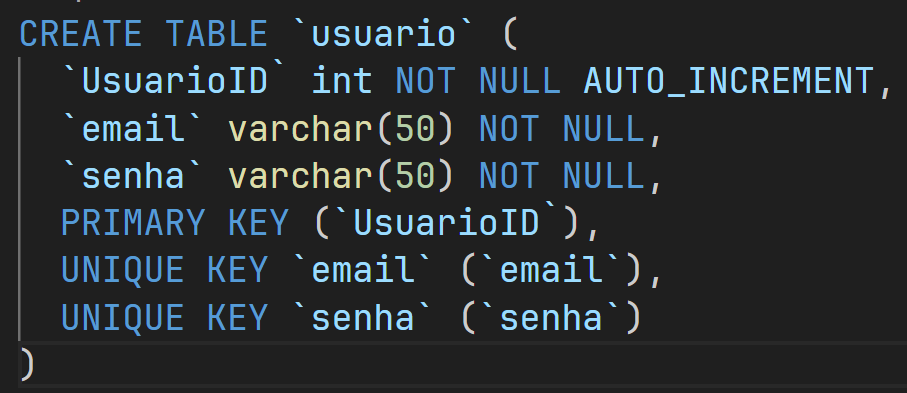 CREATE TABLE `usuario` (
`UsuarioID` int NOT NULL AUTO_INCREMENT,
`email` varchar(50) NOT NULL,
`senha` varchar(50) NOT NULL,
PRIMARY KEY (`UsuarioID`),
UNIQUE KEY `email` (`email`),
UNIQUE KEY `senha` (`senha`)
)